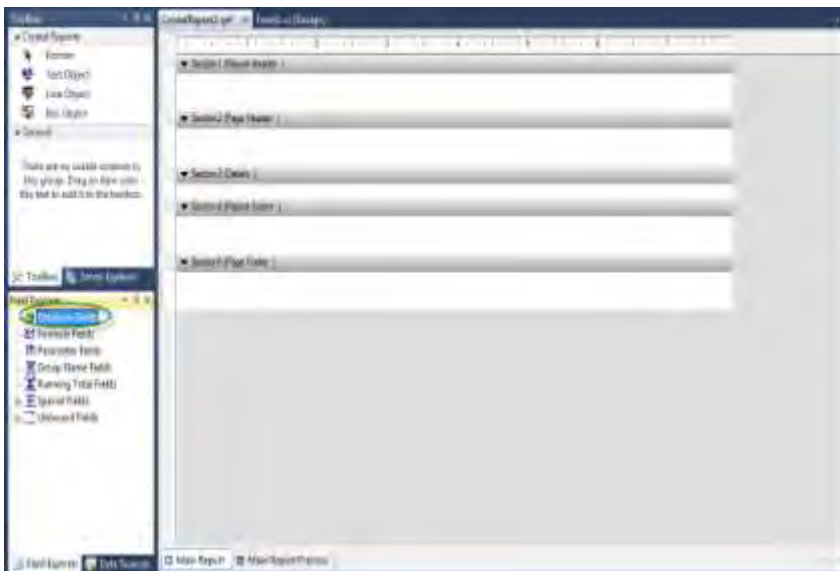 Toolbox
Crystal Reports
Pointer
Text Object
Line Object
Box Object
General
There are no usable controls in
this group. Drag an item onto
this text to add it to the toolbox.
Toolbox Server Explorer
Field Explorer
Database Fields
Formula Fields
Parameter Fields
Group Name Fields
Running Total Fields
Special Fields
Unbound Fields
Field Explorer Data Sources
Section1 (Report Header )
Section2 (Page Header )
Section3 (Details )
Section4 (Report Footer )
Section5 (Page Footer )
Main Report Main Report Preview